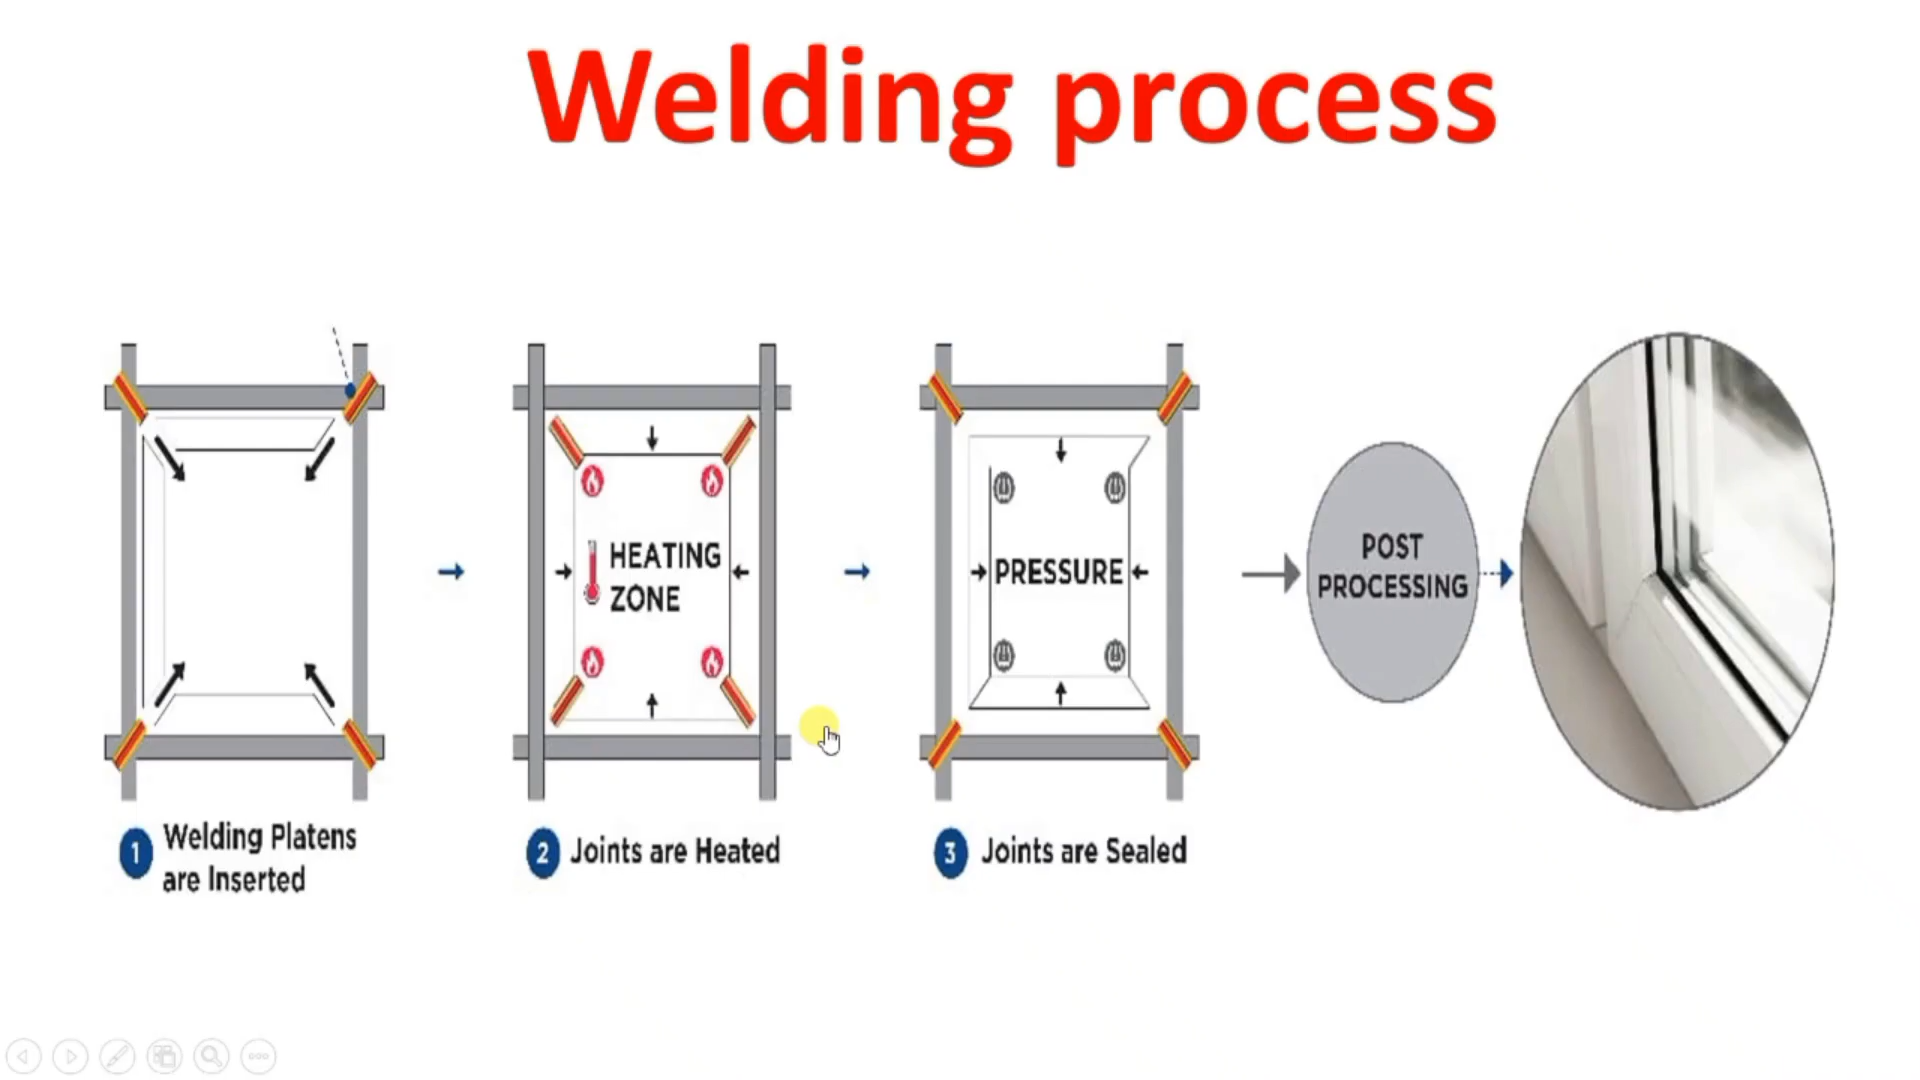 Welding process
HEATING
ZONE
PRESSURE
POST
PROCESSING
1 Welding Platens
are Inserted
2 Joints are Heated
3 Joints are Sealed